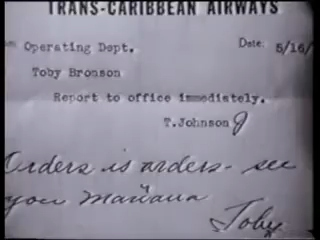 TRANS-CARIBBEAN AIRWAYS
Operating Dept. Date: 5/16/
Toby Bronson
Report to office immediately.
T.Johnson J
Orders is orders - see
you mañana
Toby